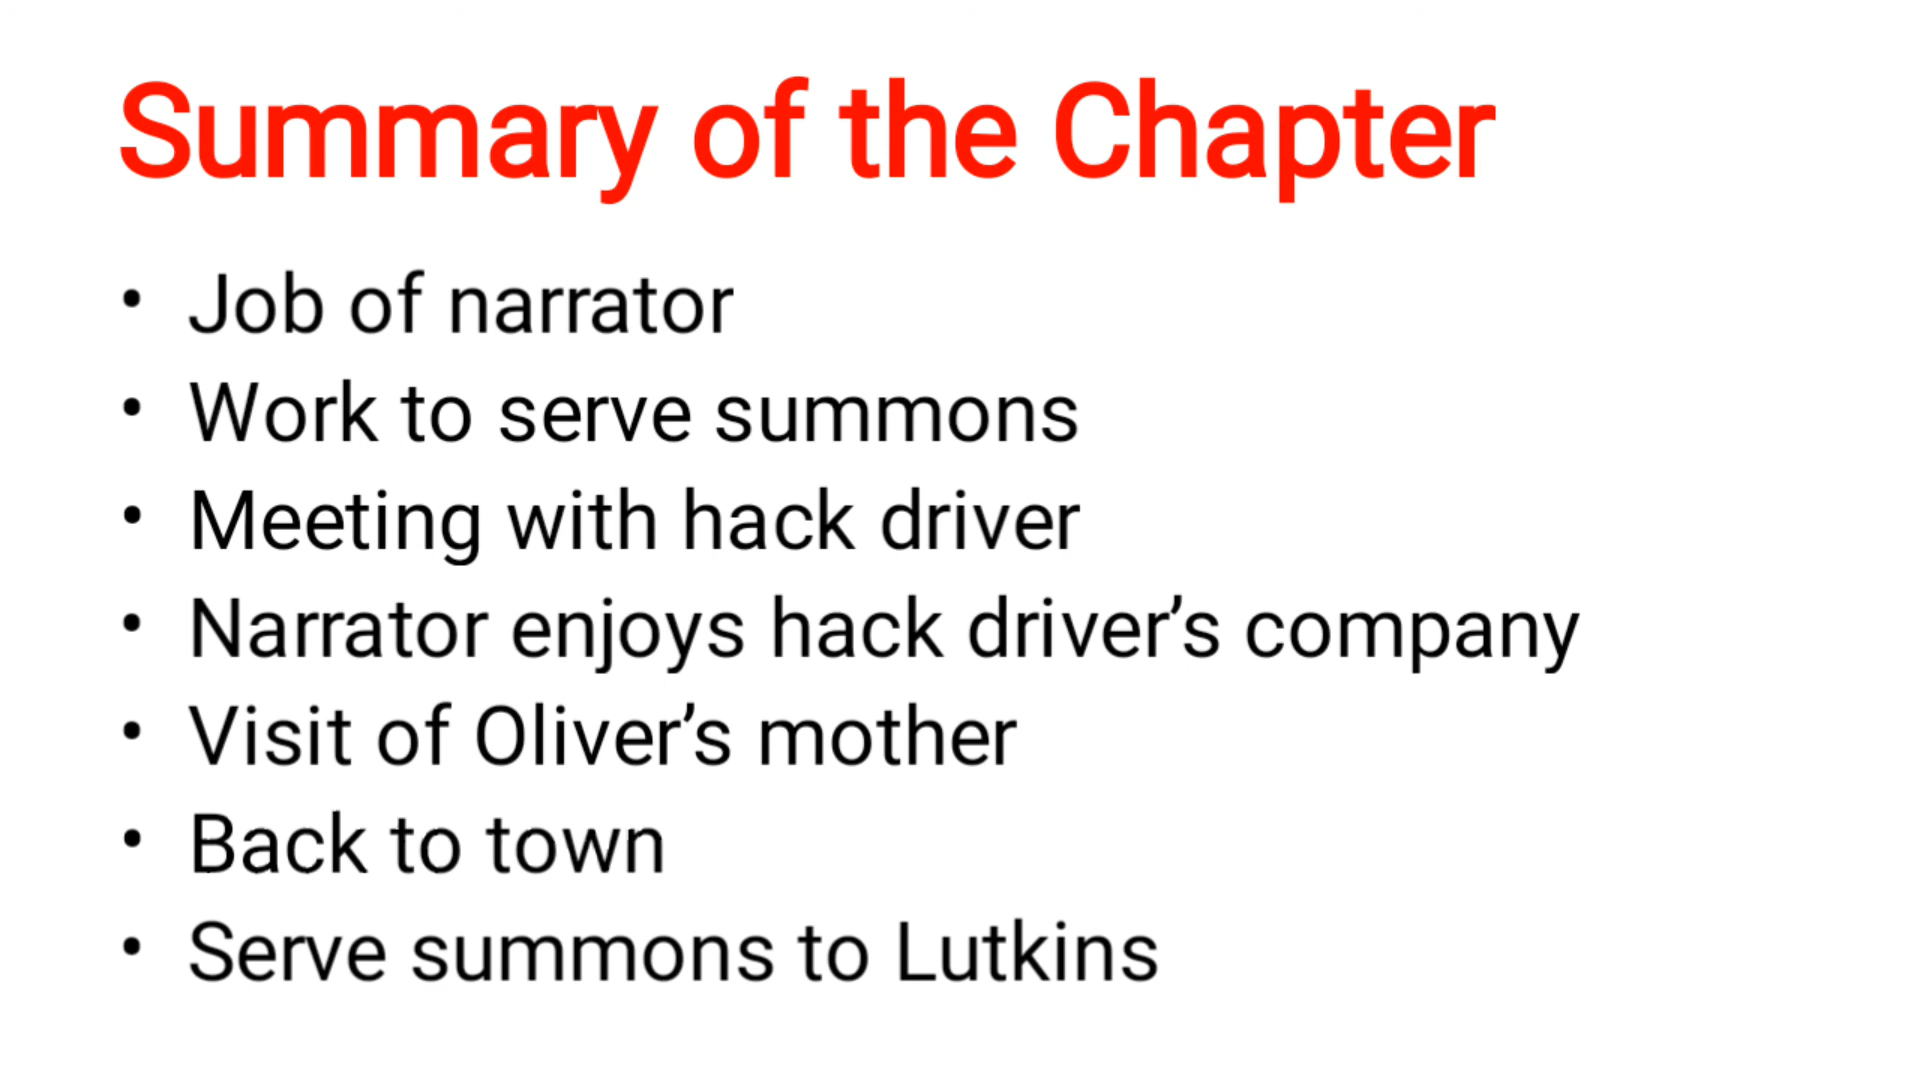 Summary of the Chapter
• Job of narrator
• Work to serve summons
• Meeting with hack driver
• Narrator enjoys hack driver’s company
• Visit of Oliver’s mother
• Back to town
• Serve summons to Lutkins